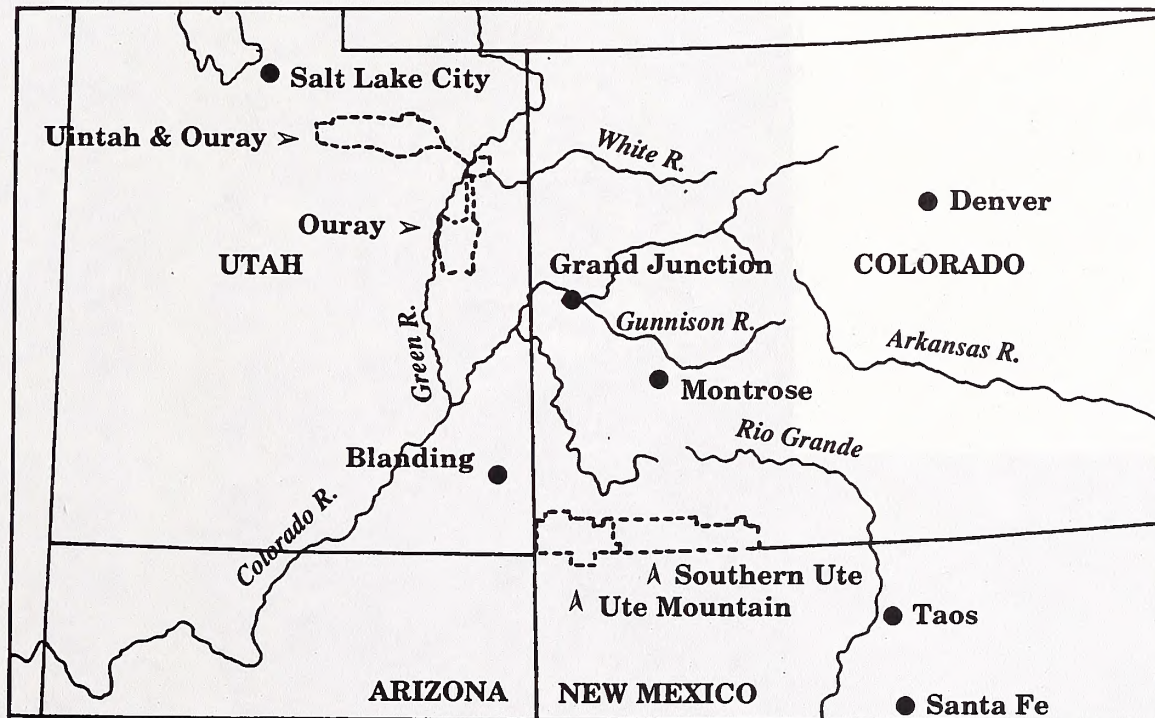 Salt Lake City
Uintah & Ouray
White R.
Denver
Ouray
UTAH
Grand Junction
COLORADO
Green R.
Gunnison R.
Arkansas R.
Montrose
Rio Grande
Blanding
Colorado R.
Southern Ute
Ute Mountain
Taos
ARIZONA
NEW MEXICO
Santa Fe